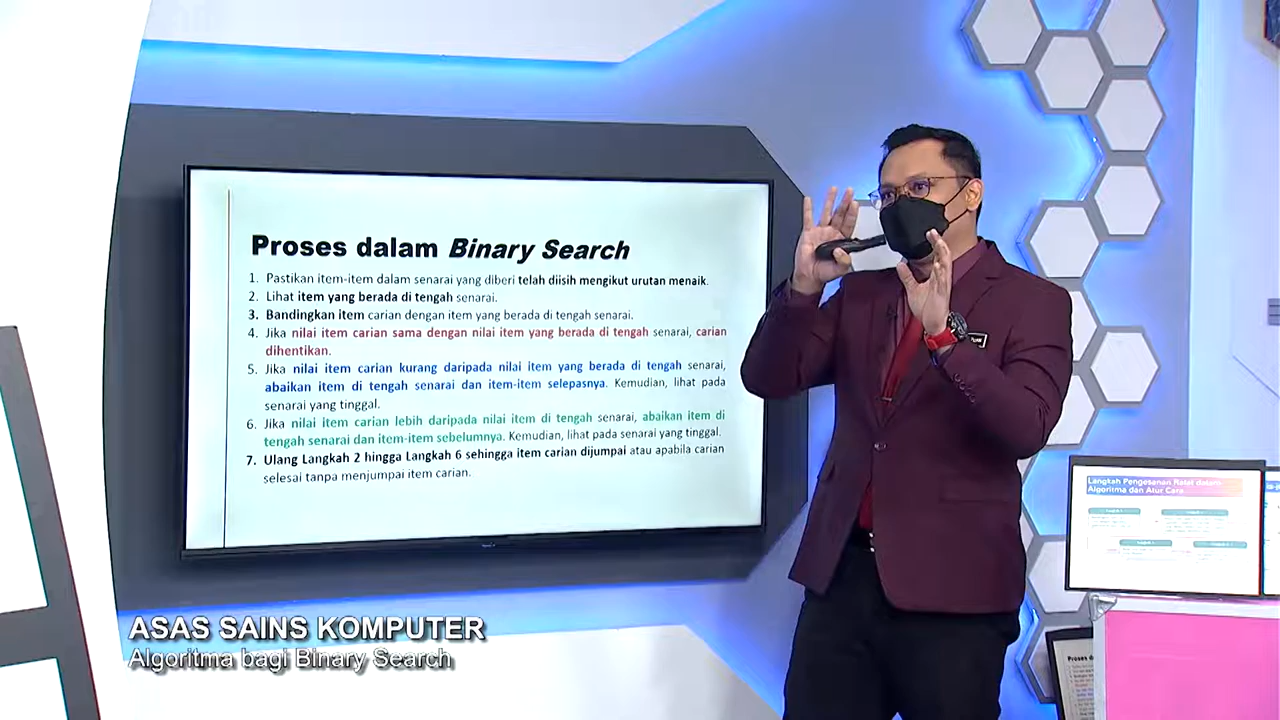 Proses dalam Binary Search
1. Pastikan item-item dalam senarai yang diberi telah diisih mengikut urutan menaik.
2. Lihat item yang berada di tengah senarai.
3. Bandingkan item carian dengan item yang berada di tengah senarai.
4. Jika nilai item carian sama dengan nilai item yang berada di tengah senarai, carian
dihentikan.
5. Jika nilai item carian kurang daripada nilai item yang berada di tengah senarai,
abaikan item di tengah senarai dan item-item selepasnya. Kemudian, lihat pada
senarai yang tinggal.
6. Jika nilai item carian lebih daripada nilai item di tengah senarai, abaikan item di
tengah senarai dan item-item sebelumnya. Kemudian, lihat pada senarai yang tinggal.
7. Ulang Langkah 2 hingga Langkah 6 sehingga item carian dijumpai atau apabila carian
selesai tanpa menjumpai item carian.
Langkah Pengesanan Ralat dalam
Algoritma dan Atur Cara
ASAS SAINS KOMPUTER
Algoritma bagi Binary Search